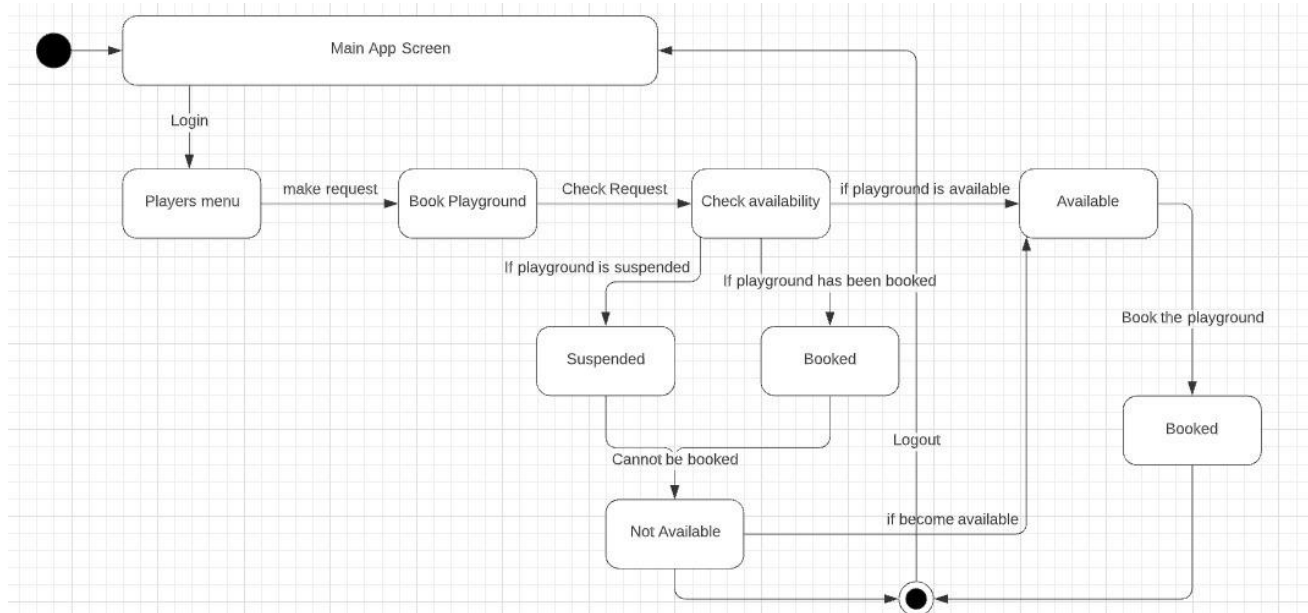 Main App Screen
Login
Players menu
make request
Book Playground
Check Request
Check availability
if playground is available
Available
If playground is suspended
If playground has been booked
Book the playground
Suspended
Booked
Booked
Logout
Cannot be booked
if become available
Not Available